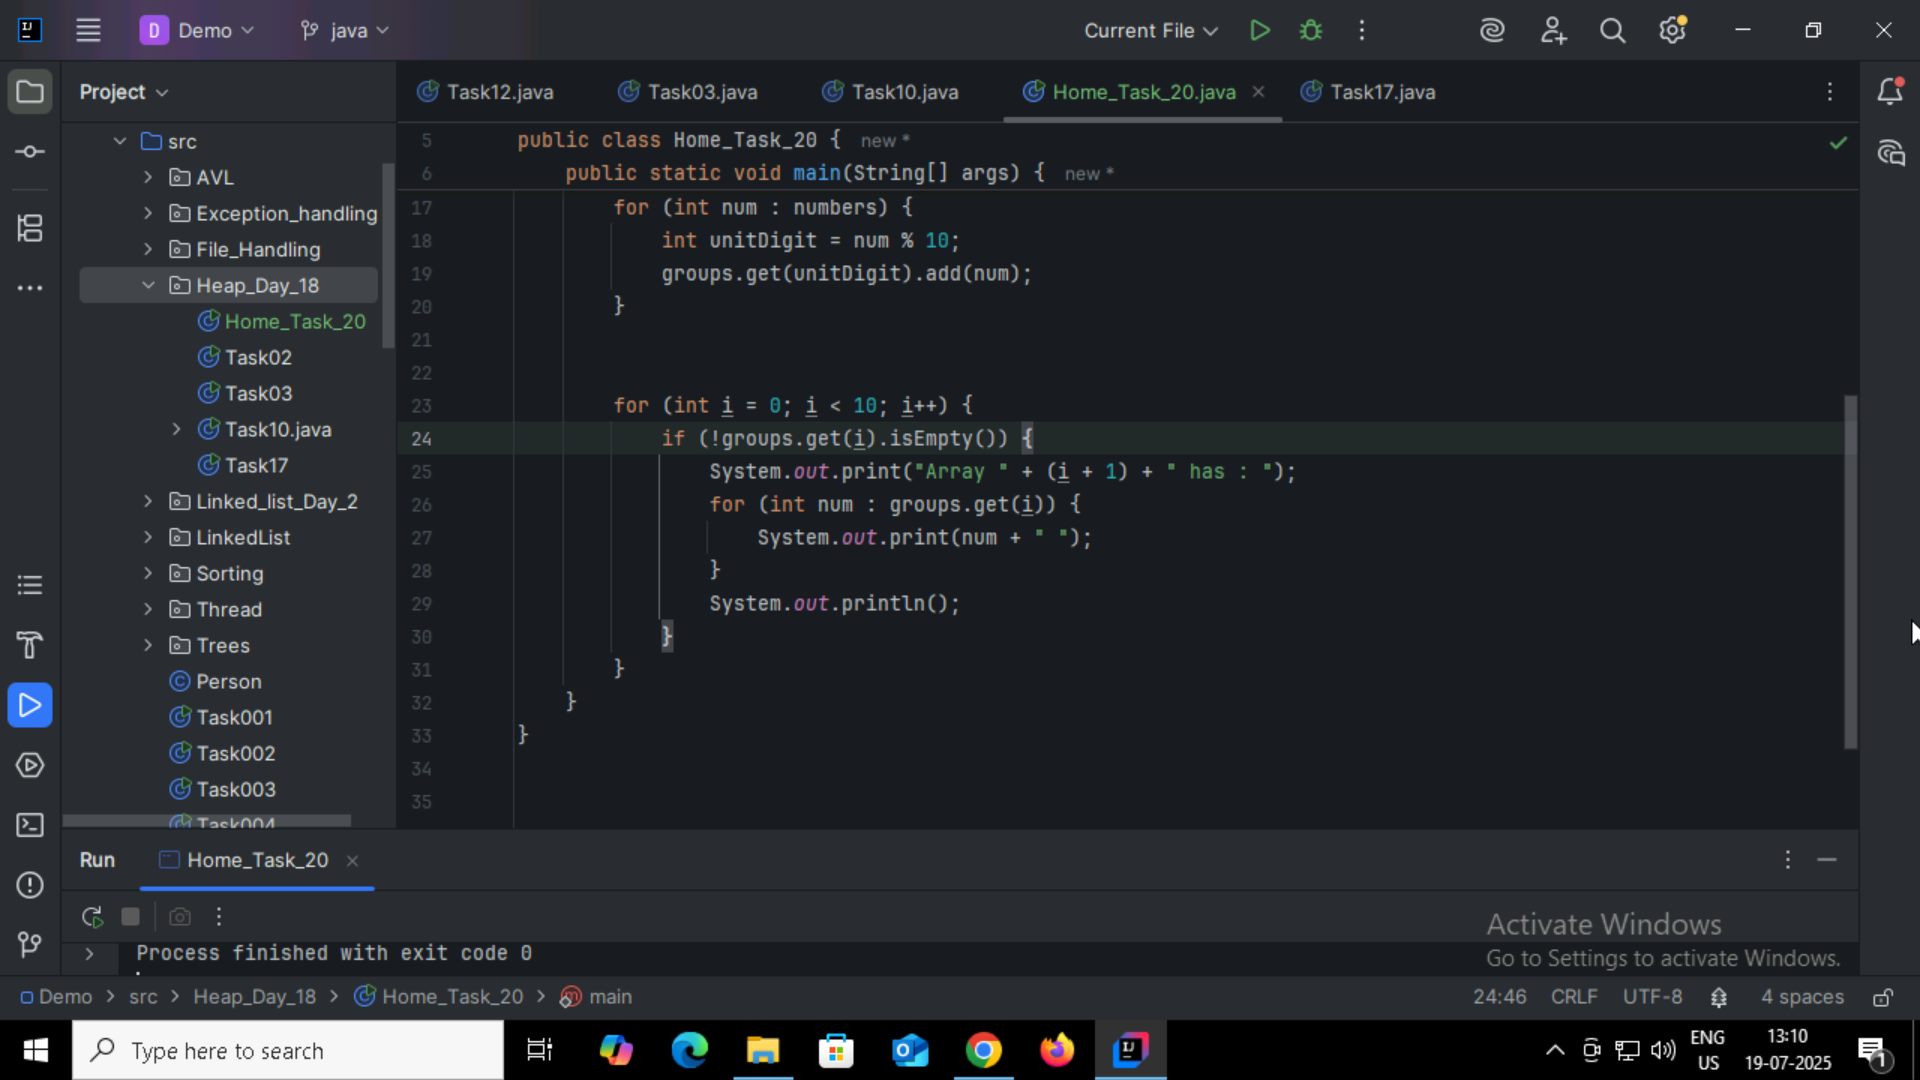 D Demo java Current File
Project
Task12.java Task03.java Task10.java Home_Task_20.java Task17.java
src
AVL
Exception_handling
File_Handling
Heap_Day_18
Home_Task_20
Task02
Task03
Task10.java
Task17
Linked_list_Day_2
LinkedList
Sorting
Thread
Trees
Person
Task001
Task002
Task003
Task004
5 public class Home_Task_20 { new *
6 public static void main(String[] args) { new *
17 for (int num : numbers) {
18 int unitDigit = num % 10;
19 groups.get(unitDigit).add(num);
20 }
21
22
23 for (int i = 0; i < 10; i++) {
24 if (!groups.get(i).isEmpty()) {
25 System.out.print("Array " + (i + 1) + " has : ");
26 for (int num : groups.get(i)) {
27 System.out.print(num + " ");
28 }
29 System.out.println();
30 }
31 }
32 }
33 }
34
35
Run Home_Task_20
Process finished with exit code 0
Activate Windows
Go to Settings to activate Windows.
Demo > src > Heap_Day_18 > Home_Task_20 > main
24:46 CRLF UTF-8 4 spaces
Type here to search
ENG
US
13:10
19-07-2025
1